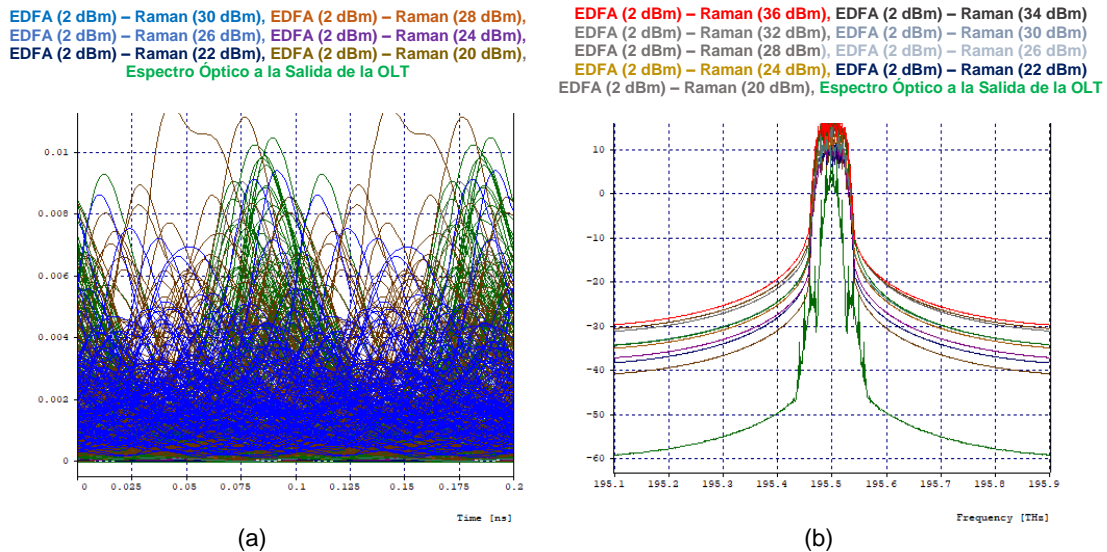 EDFA (2 dBm) – Raman (30 dBm), EDFA (2 dBm) – Raman (28 dBm),
EDFA (2 dBm) – Raman (26 dBm), EDFA (2 dBm) – Raman (24 dBm),
EDFA (2 dBm) – Raman (22 dBm), EDFA (2 dBm) – Raman (20 dBm),
Espectro Óptico a la Salida de la OLT
0.01
0.008
0.006
0.004
0.002
0
0 0.025 0.05 0.075 0.1 0.125 0.15 0.175 0.2
Time [ns]
(a)
EDFA (2 dBm) – Raman (36 dBm), EDFA (2 dBm) – Raman (34 dBm)
EDFA (2 dBm) – Raman (32 dBm), EDFA (2 dBm) – Raman (30 dBm)
EDFA (2 dBm) – Raman (28 dBm), EDFA (2 dBm) – Raman (26 dBm)
EDFA (2 dBm) – Raman (24 dBm), EDFA (2 dBm) – Raman (22 dBm)
EDFA (2 dBm) – Raman (20 dBm), Espectro Óptico a la Salida de la OLT
10
0
-10
-20
-30
-40
-50
-60
195.1 195.2 195.3 195.4 195.5 195.6 195.7 195.8 195.9
Frequency [THz]
(b)